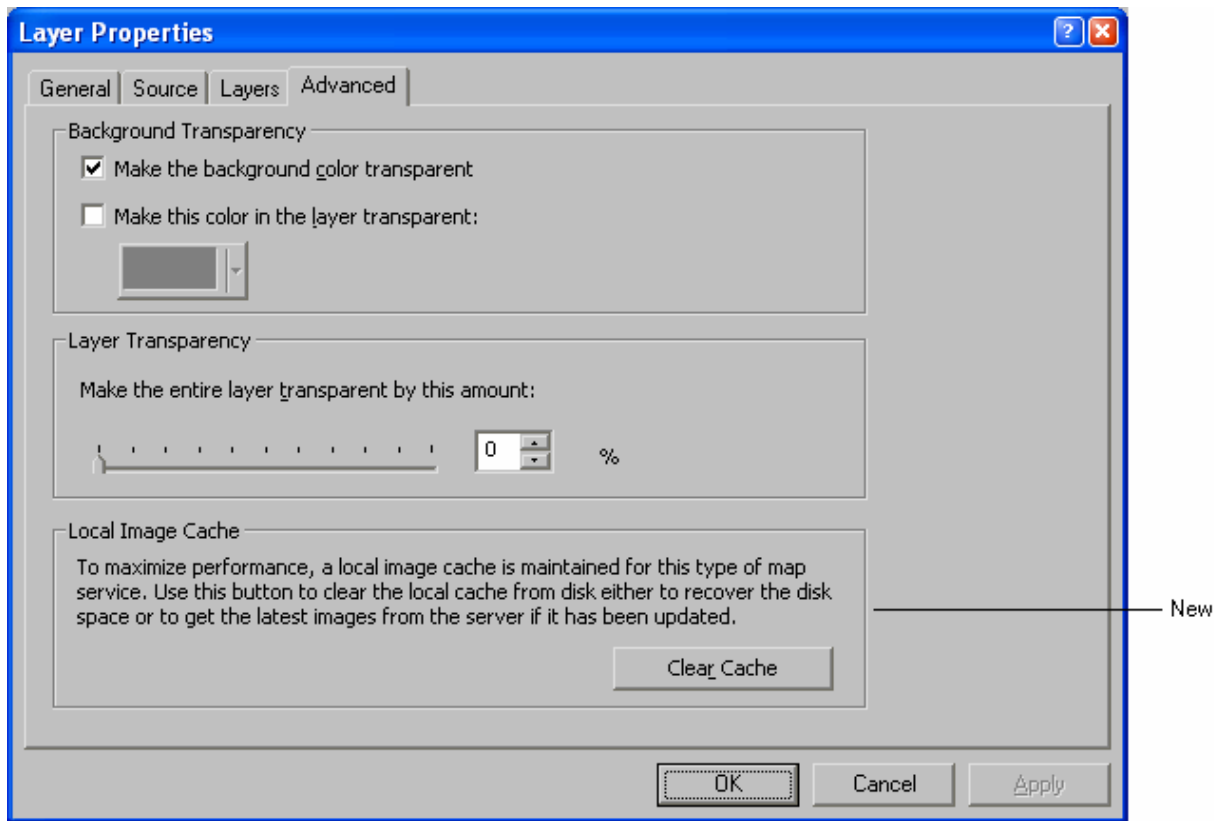 Layer Properties
General Source Layers Advanced
Background Transparency
Make the background color transparent
Make this color in the layer transparent:
Layer Transparency
Make the entire layer transparent by this amount:
0 %
Local Image Cache
To maximize performance, a local image cache is maintained for this type of map
service. Use this button to clear the local cache from disk either to recover the disk
space or to get the latest images from the server if it has been updated.
New
Clear Cache
OK Cancel Apply